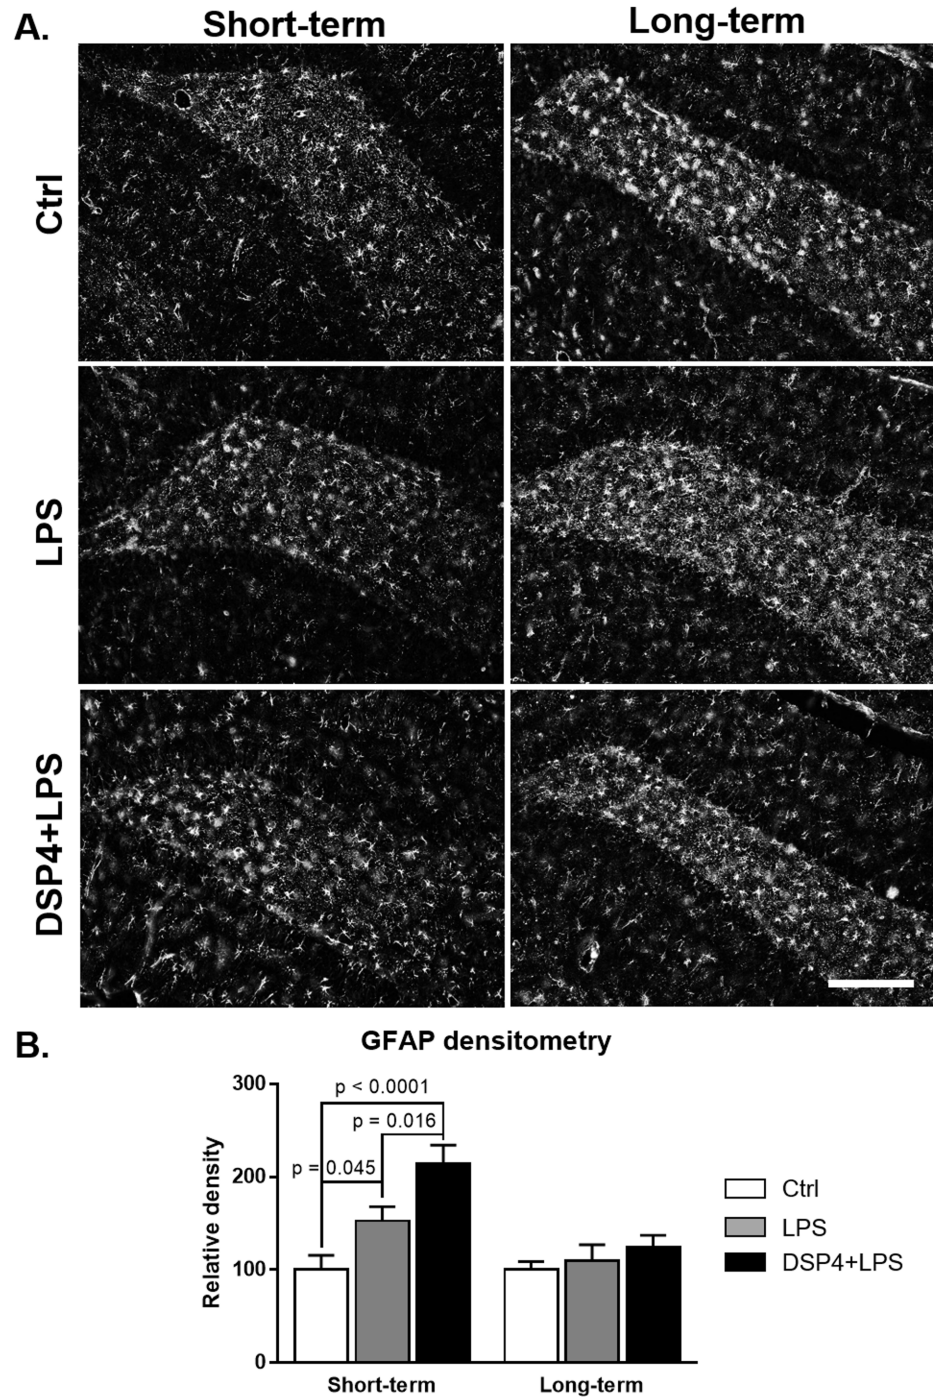 A.
Short-term
Long-term
Ctrl
LPS
DSP4+LPS
B.
GFAP densitometry
Relative density
300
200
100
0
p < 0.0001
p = 0.016
p = 0.045
Short-term
Long-term
Ctrl
LPS
DSP4+LPS